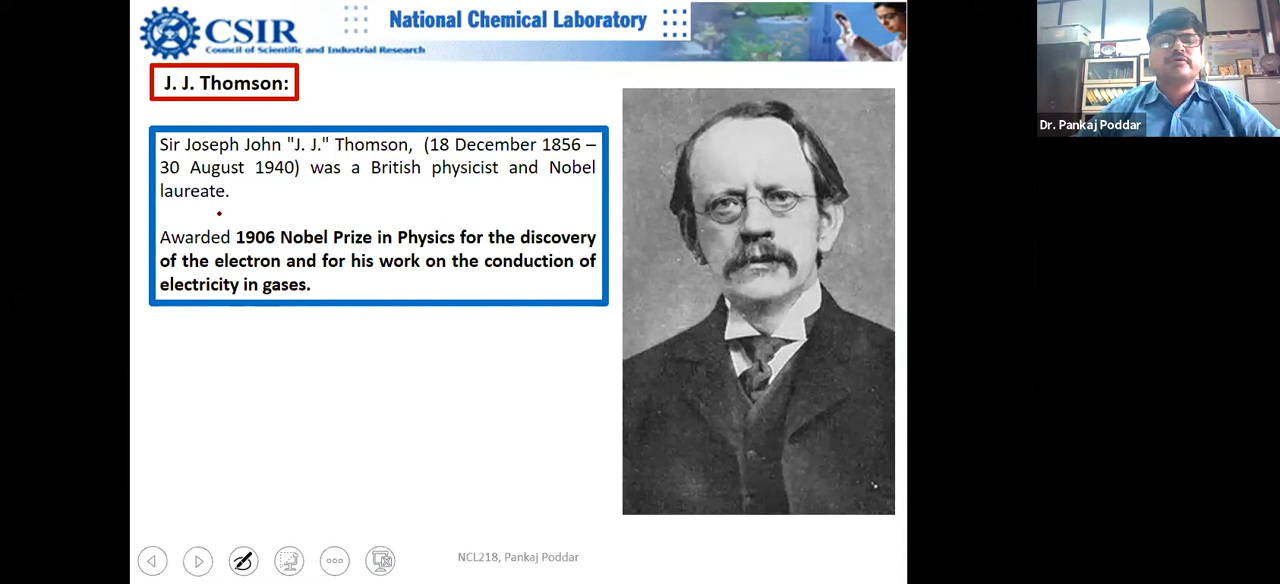 CSIR
Council of Scientific and Industrial Research
National Chemical Laboratory
J. J. Thomson:
Sir Joseph John "J. J." Thomson, (18 December 1856 –
30 August 1940) was a British physicist and Nobel
laureate.
Awarded 1906 Nobel Prize in Physics for the discovery
of the electron and for his work on the conduction of
electricity in gases.
NCL218, Pankaj Poddar
Dr. Pankaj Poddar